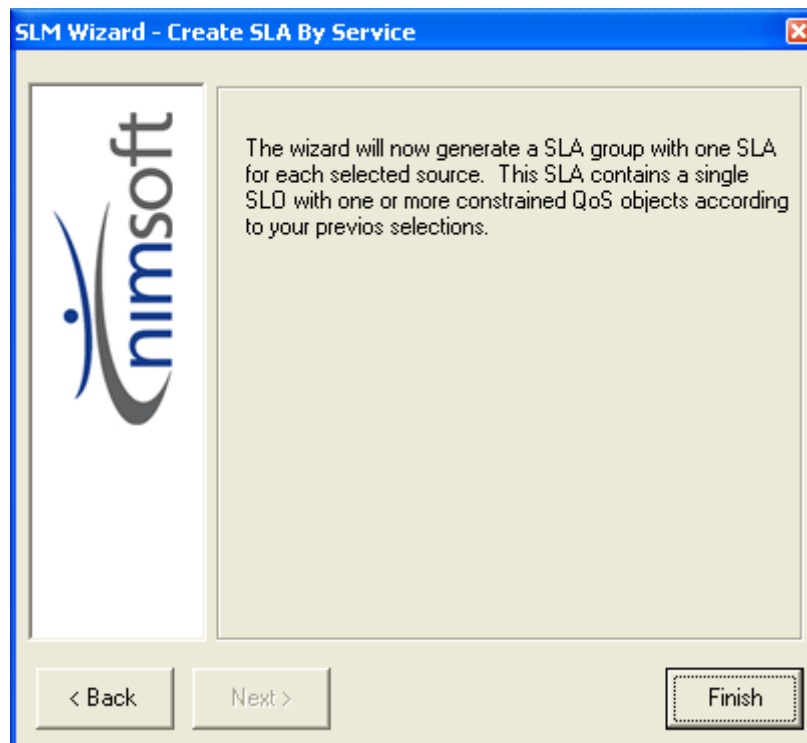 SLM Wizard - Create SLA By Service
nimsoft
The wizard will now generate a SLA group with one SLA
for each selected source. This SLA contains a single
SLO with one or more constrained QoS objects according
to your previos selections.
< Back
Next >
Finish